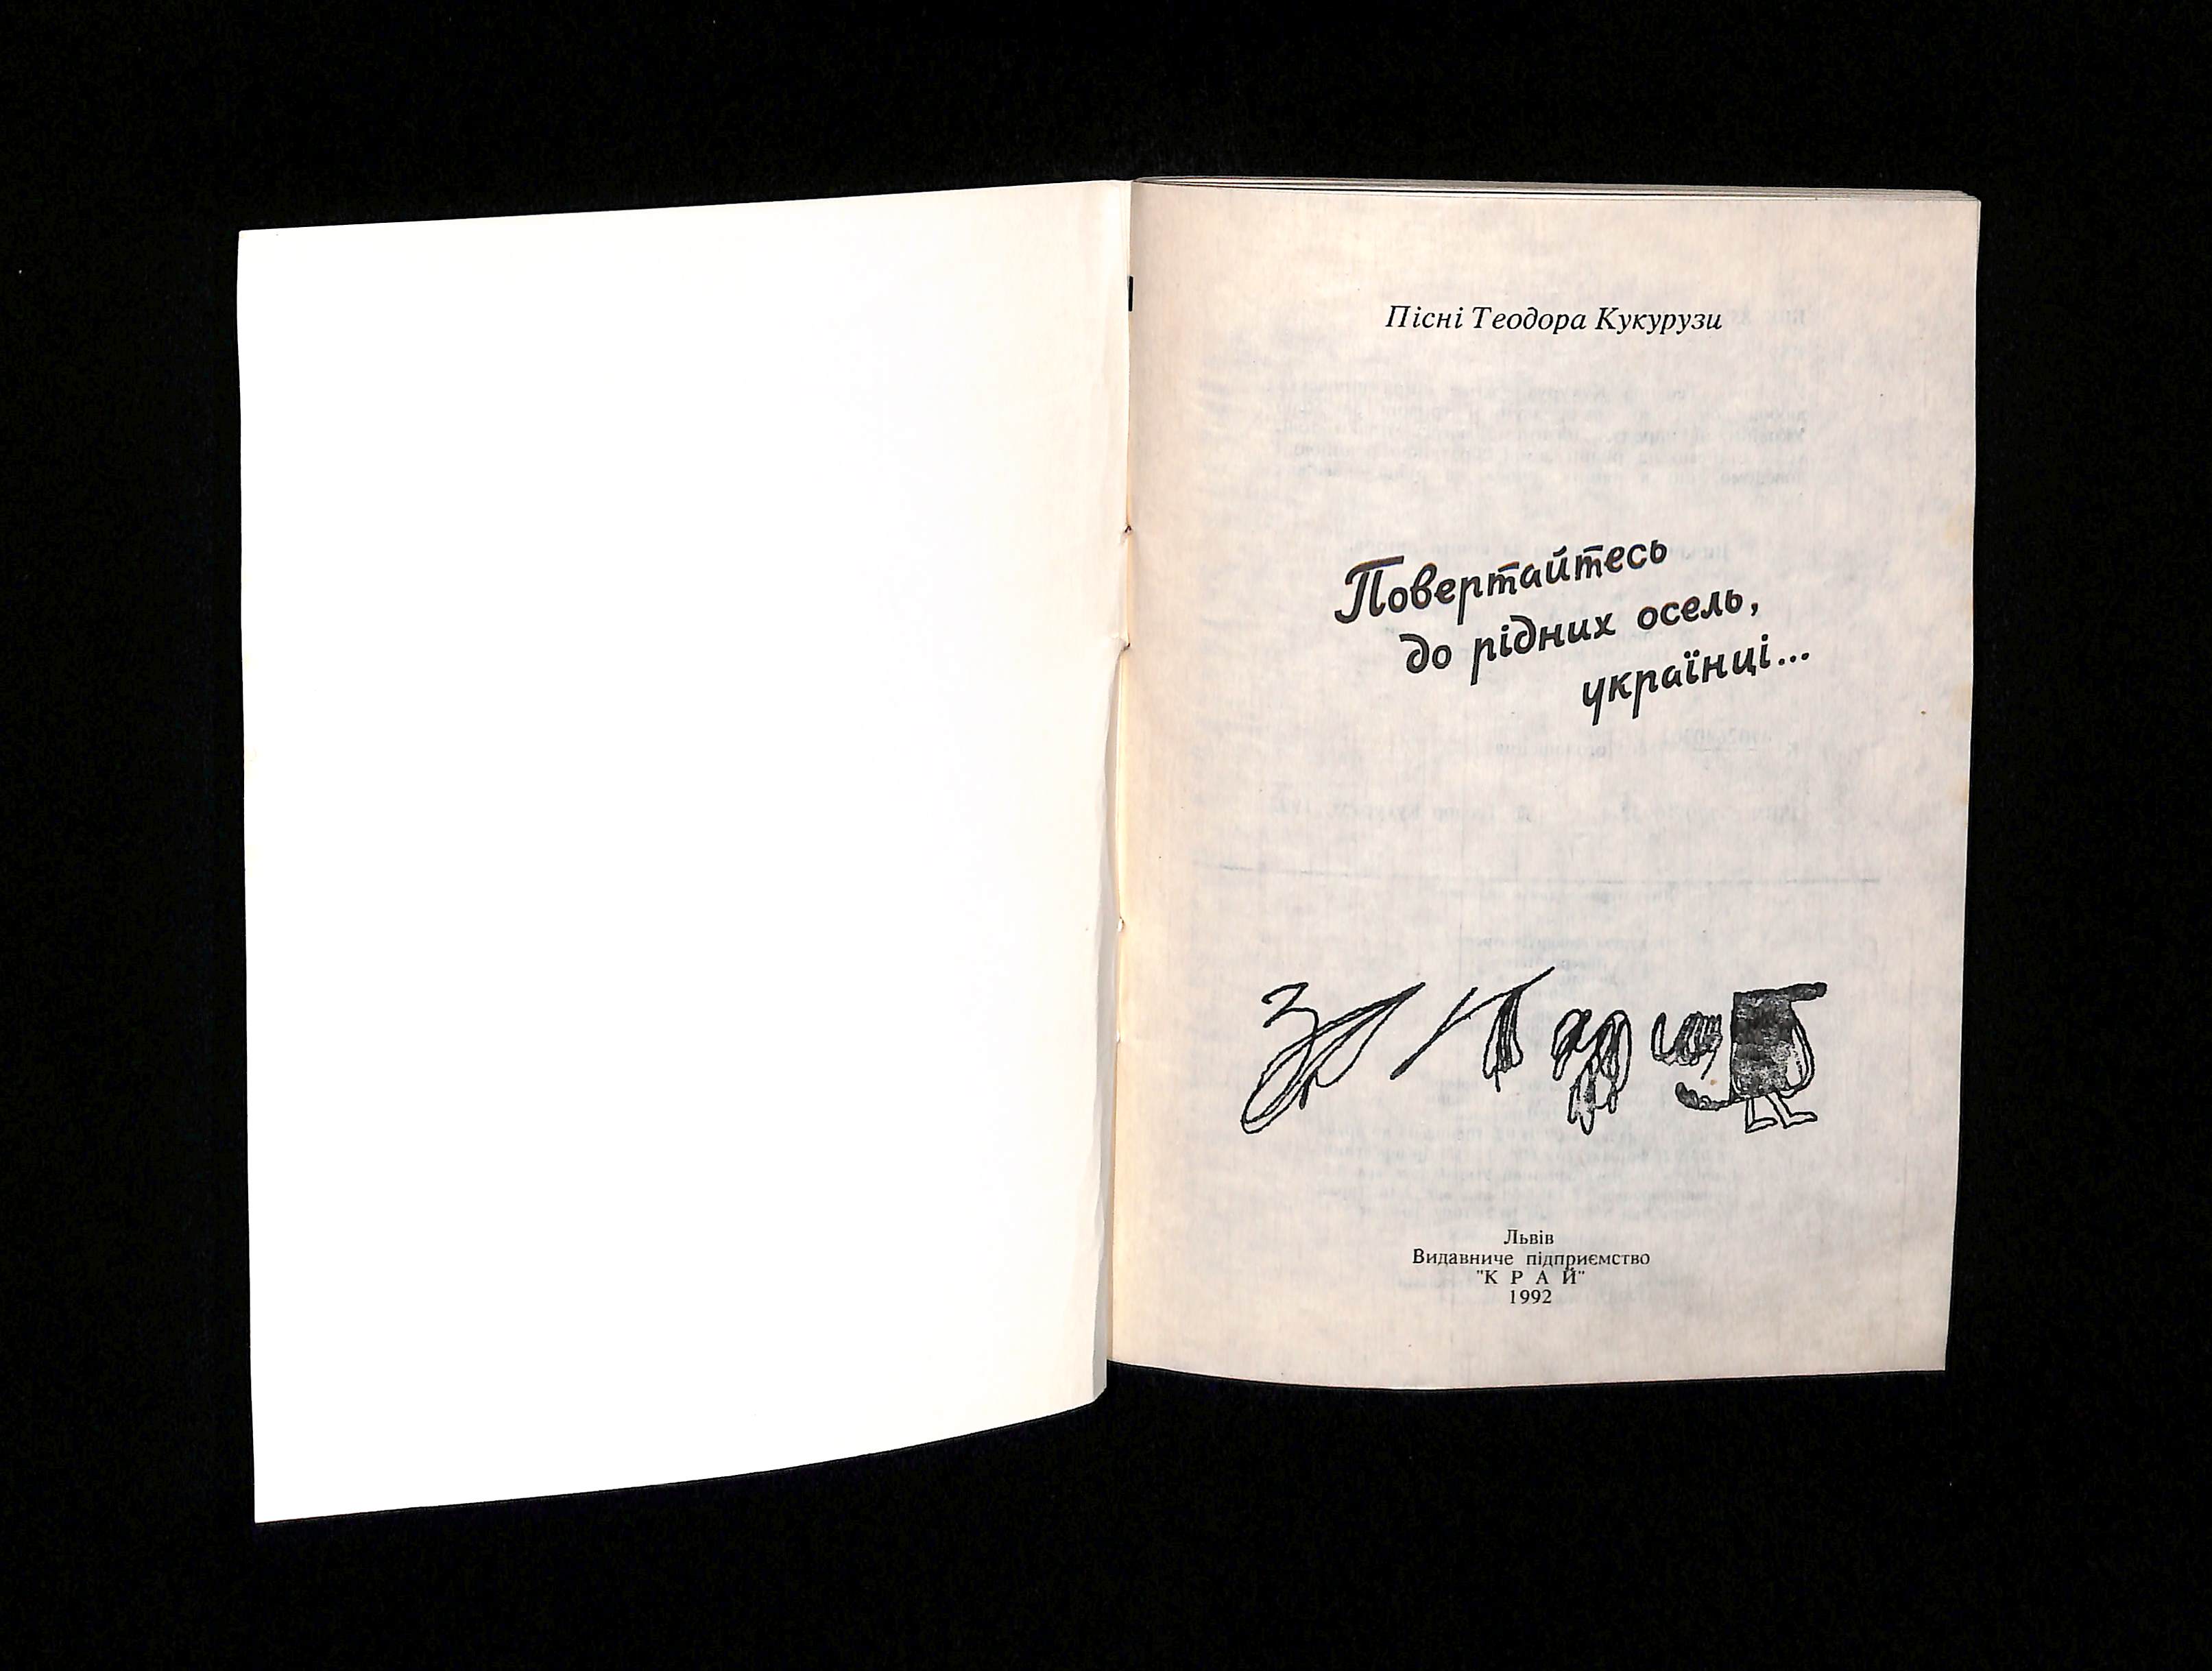 Пісні Теодора Кукурузи
Повертайтесь
до рідних осель,
українці...
Львів
Видавниче підприємство
"К Р А Й"
1992